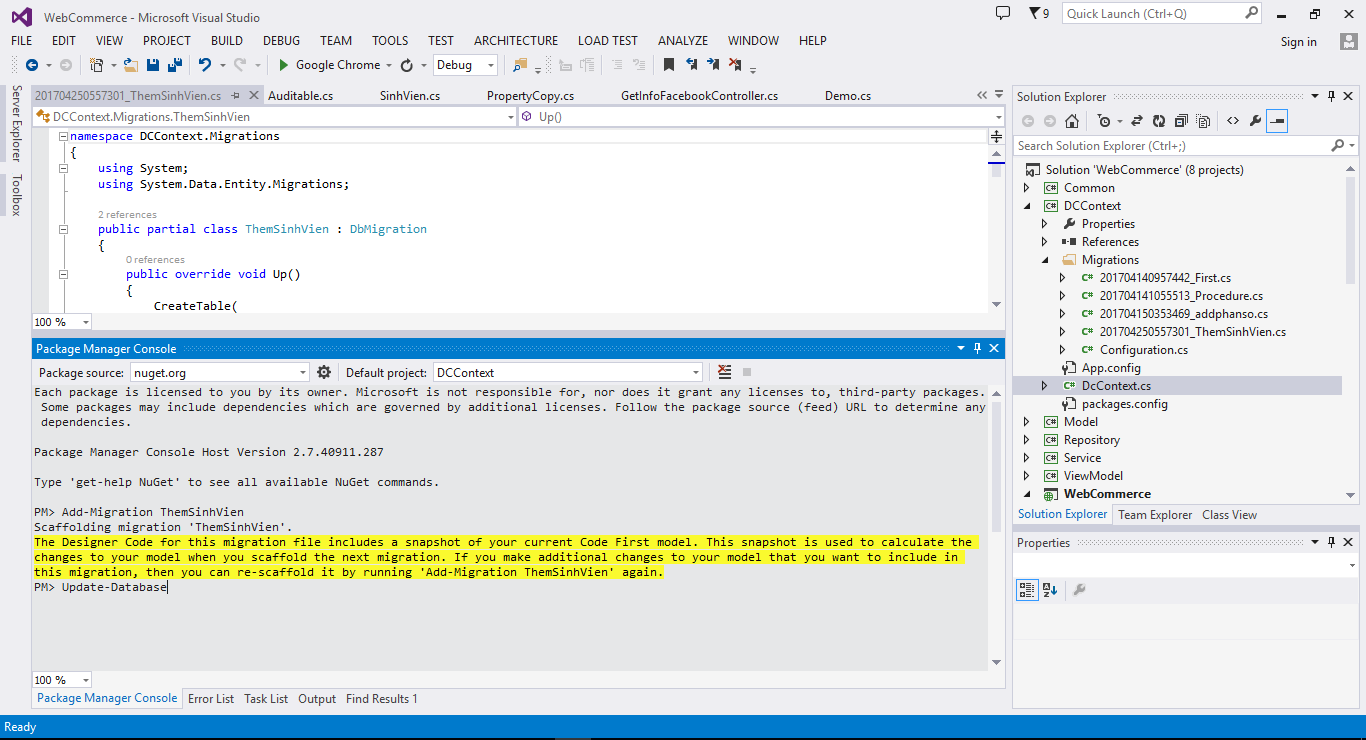 WebCommerce - Microsoft Visual Studio
9
Quick Launch (Ctrl+Q)
FILE EDIT VIEW PROJECT BUILD DEBUG TEAM TOOLS TEST ARCHITECTURE LOAD TEST ANALYZE WINDOW HELP
Sign in
Google Chrome
Debug
Server Explorer
Toolbox
201704250557301_ThemSinhVien.cs Auditable.cs SinhVien.cs PropertyCopy.cs GetInfoFacebookController.cs Demo.cs
DCContext.Migrations.ThemSinhVien Up()
namespace DCContext.Migrations
{
using System;
using System.Data.Entity.Migrations;
2 references
public partial class ThemSinhVien : DbMigration
{
0 references
public override void Up()
{
CreateTable(
100 %
Package Manager Console
Package source: nuget.org Default project: DCContext
Each package is licensed to you by its owner. Microsoft is not responsible for, nor does it grant any licenses to, third-party packages.
Some packages may include dependencies which are governed by additional licenses. Follow the package source (feed) URL to determine any
dependencies.
Package Manager Console Host Version 2.7.40911.287
Type 'get-help NuGet' to see all available NuGet commands.
PM> Add-Migration ThemSinhVien
Scaffolding migration 'ThemSinhVien'.
The Designer Code for this migration file includes a snapshot of your current Code First model. This snapshot is used to calculate the
changes to your model when you scaffold the next migration. If you make additional changes to your model that you want to include in
this migration, then you can re-scaffold it by running 'Add-Migration ThemSinhVien' again.
PM> Update-Database
100 %
Package Manager Console Error List Task List Output Find Results 1
Ready
Solution Explorer
Search Solution Explorer (Ctrl+;)
Solution 'WebCommerce' (8 projects)
C# Common
C# DCContext
Properties
References
Migrations
C# 201704140957442_First.cs
C# 201704141055513_Procedure.cs
C# 201704150353469_addphanso.cs
C# 201704250557301_ThemSinhVien.cs
C# Configuration.cs
App.config
C# DcContext.cs
packages.config
C# Model
C# Repository
C# Service
C# ViewModel
WebCommerce
Solution Explorer Team Explorer Class View
Properties